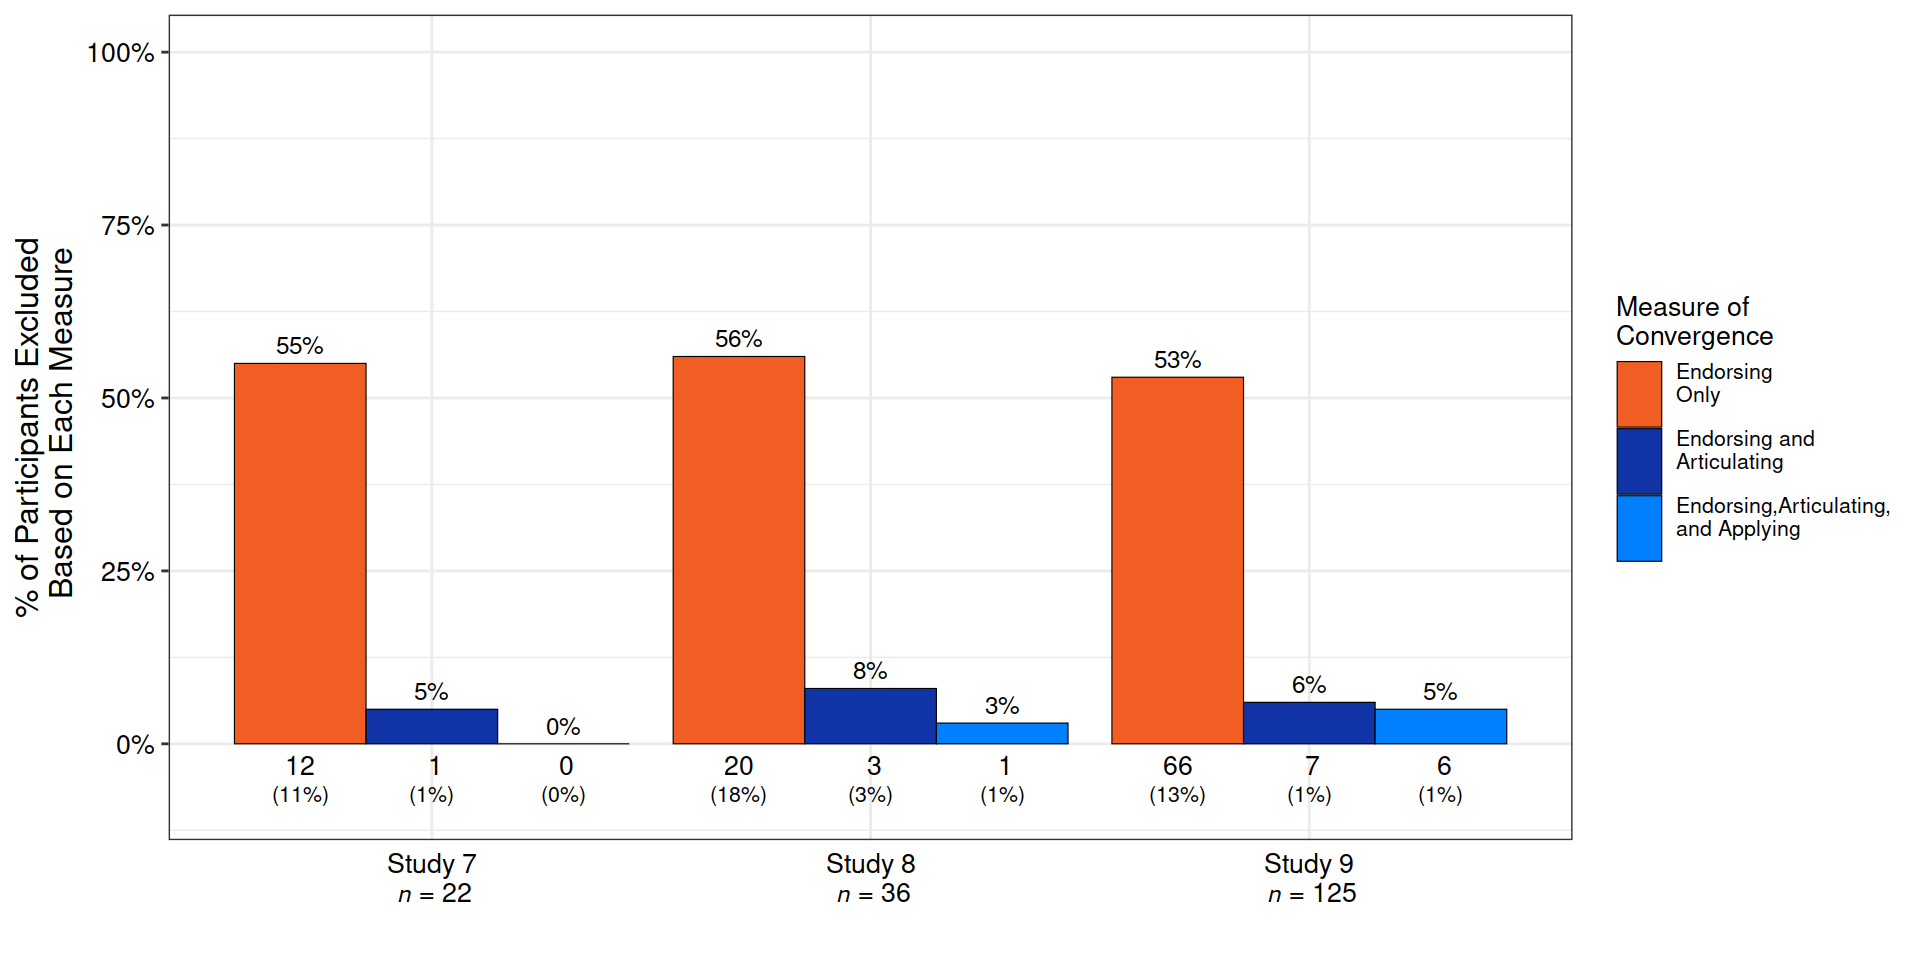 % of Participants Excluded
Based on Each Measure
100%
75%
50%
25%
0%
55%
5%
0%
56%
8%
3%
53%
6%
5%
12
1
0
20
3
1
66
7
6
(11%)
(1%)
(0%)
(18%)
(3%)
(1%)
(13%)
(1%)
(1%)
Study 7
n = 22
Study 8
n = 36
Study 9
n = 125
Measure of
Convergence
Endorsing
Only
Endorsing and
Articulating
Endorsing,Articulating,
and Applying